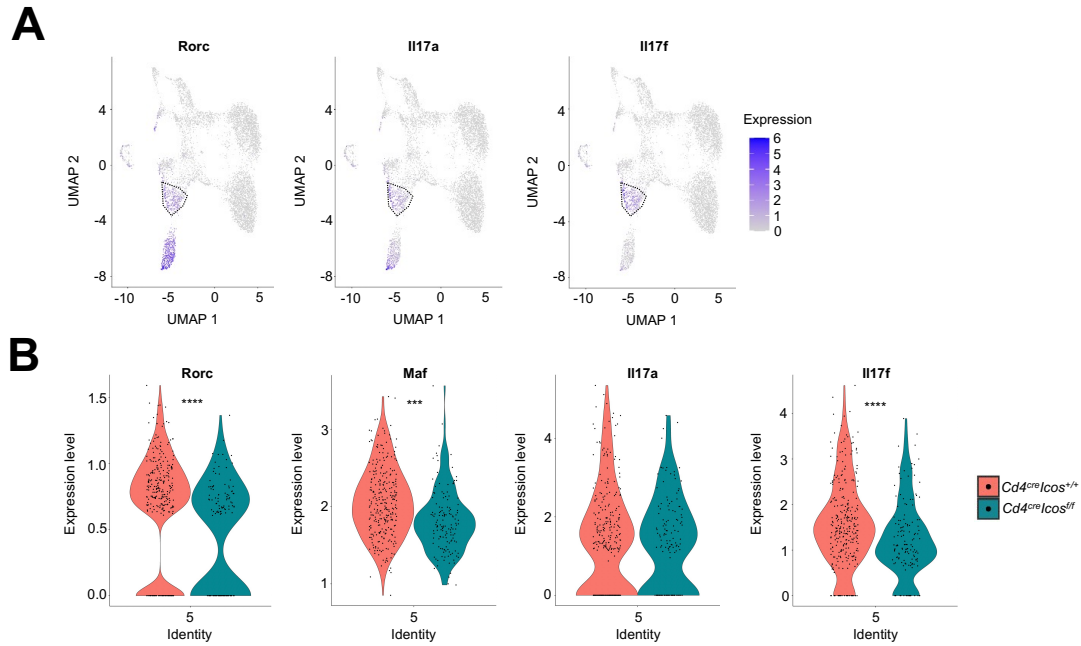 A
Rorc
Il17a
Il17f
UMAP 2
4
0
-4
-8
-10
-5
0
5
UMAP 1
UMAP 2
4
0
-4
-8
-10
-5
0
5
UMAP 1
UMAP 2
4
0
-4
-8
-10
-5
0
5
UMAP 1
Expression
6
5
4
3
2
1
0
B
Rorc
Expression level
1.5
1.0
0.5
0.0
****
5
Identity
Maf
Expression level
3
2
1
***
5
Identity
Il17a
Expression level
4
2
0
5
Identity
Il17f
Expression level
4
3
2
1
0
****
5
Identity
Cd4creIcos+/+
Cd4creIcosf/f